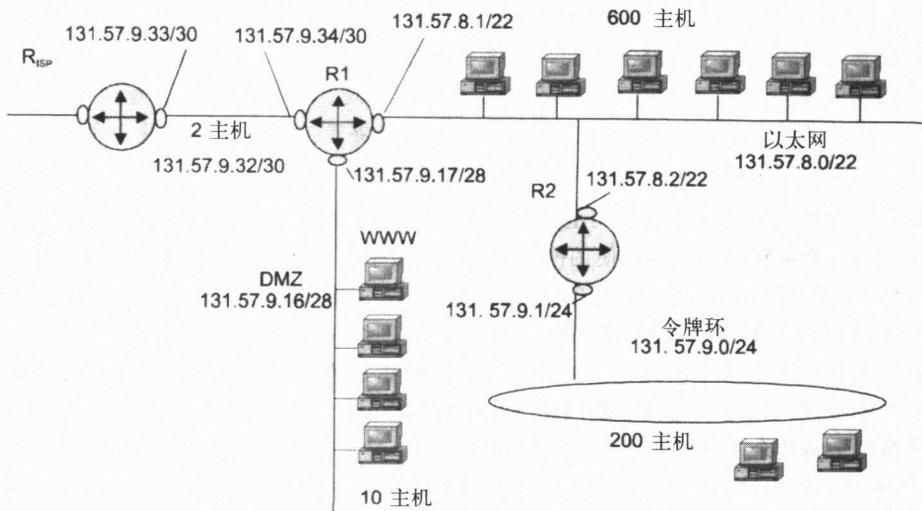 600 主机
131.57.9.33/30
131.57.9.34/30
131.57.8.1/22
R_ISP
R1
2 主机
以太网
131.57.8.0/22
131.57.9.32/30
131.57.9.17/28
R2
131.57.8.2/22
WWW
DMZ
131.57.9.16/28
131. 57.9.1/24
令牌环
131. 57.9.0/24
200 主机
10 主机